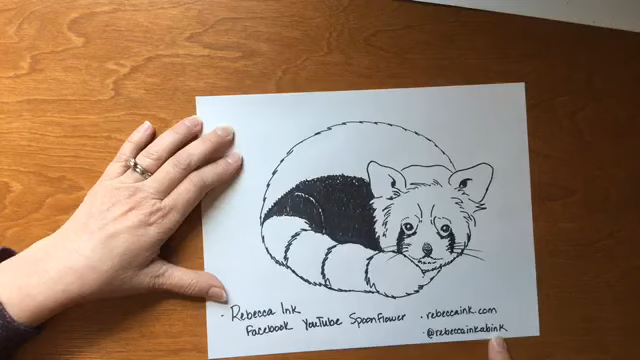 · Rebecca Ink
Facebook YouTube Spoonflower
· rebeccaink.com
· @rebeccainkabink